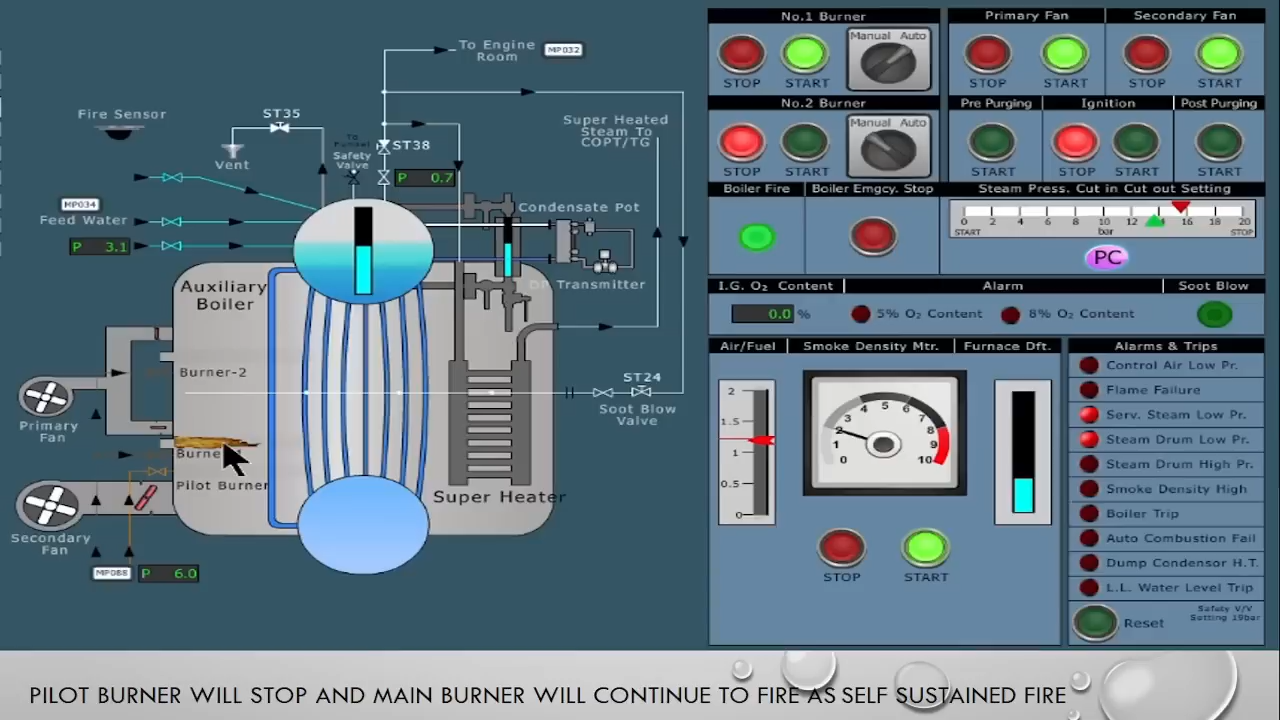 To Engine
Room
MP032
Fire Sensor
ST35
Vent
Safety
Valve
ST38
P 0.7
Super Heated
Steam To
COPT/TG
MP034
Feed Water
P 3.1
Condensate Pot
DP Transmitter
Auxiliary
Boiler
Burner-2
Primary
Fan
Burner
Pilot Burner
Secondary
Fan
MP088 P 6.0
ST24
Soot Blow
Valve
Super Heater
No.1 Burner
STOP START
Manual Auto
Primary Fan
STOP START
Secondary Fan
STOP START
No.2 Burner
STOP START
Manual Auto
Pre Purging
START
Ignition
STOP START
Post Purging
START
Boiler Fire
Boiler Emgcy. Stop
Steam Press. Cut in Cut out Setting
0 2 4 6 8 10 12 14 16 18 20
START bar STOP
PC
I.G. O₂ Content
0.0 %
Alarm
5% O₂ Content
8% O₂ Content
Soot Blow
Air/Fuel
2
1.5
1
0.5
0
Smoke Density Mtr.
0 1 2 3 4 5 6 7 8 9 10
STOP START
Furnace Dft.
Alarms & Trips
Control Air Low Pr.
Flame Failure
Serv. Steam Low Pr.
Steam Drum Low Pr.
Steam Drum High Pr.
Smoke Density High
Boiler Trip
Auto Combustion Fail
Dump Condensor H.T.
L.L. Water Level Trip
Reset
Safety V/V
Setting 19bar
PILOT BURNER WILL STOP AND MAIN BURNER WILL CONTINUE TO FIRE AS SELF SUSTAINED FIRE